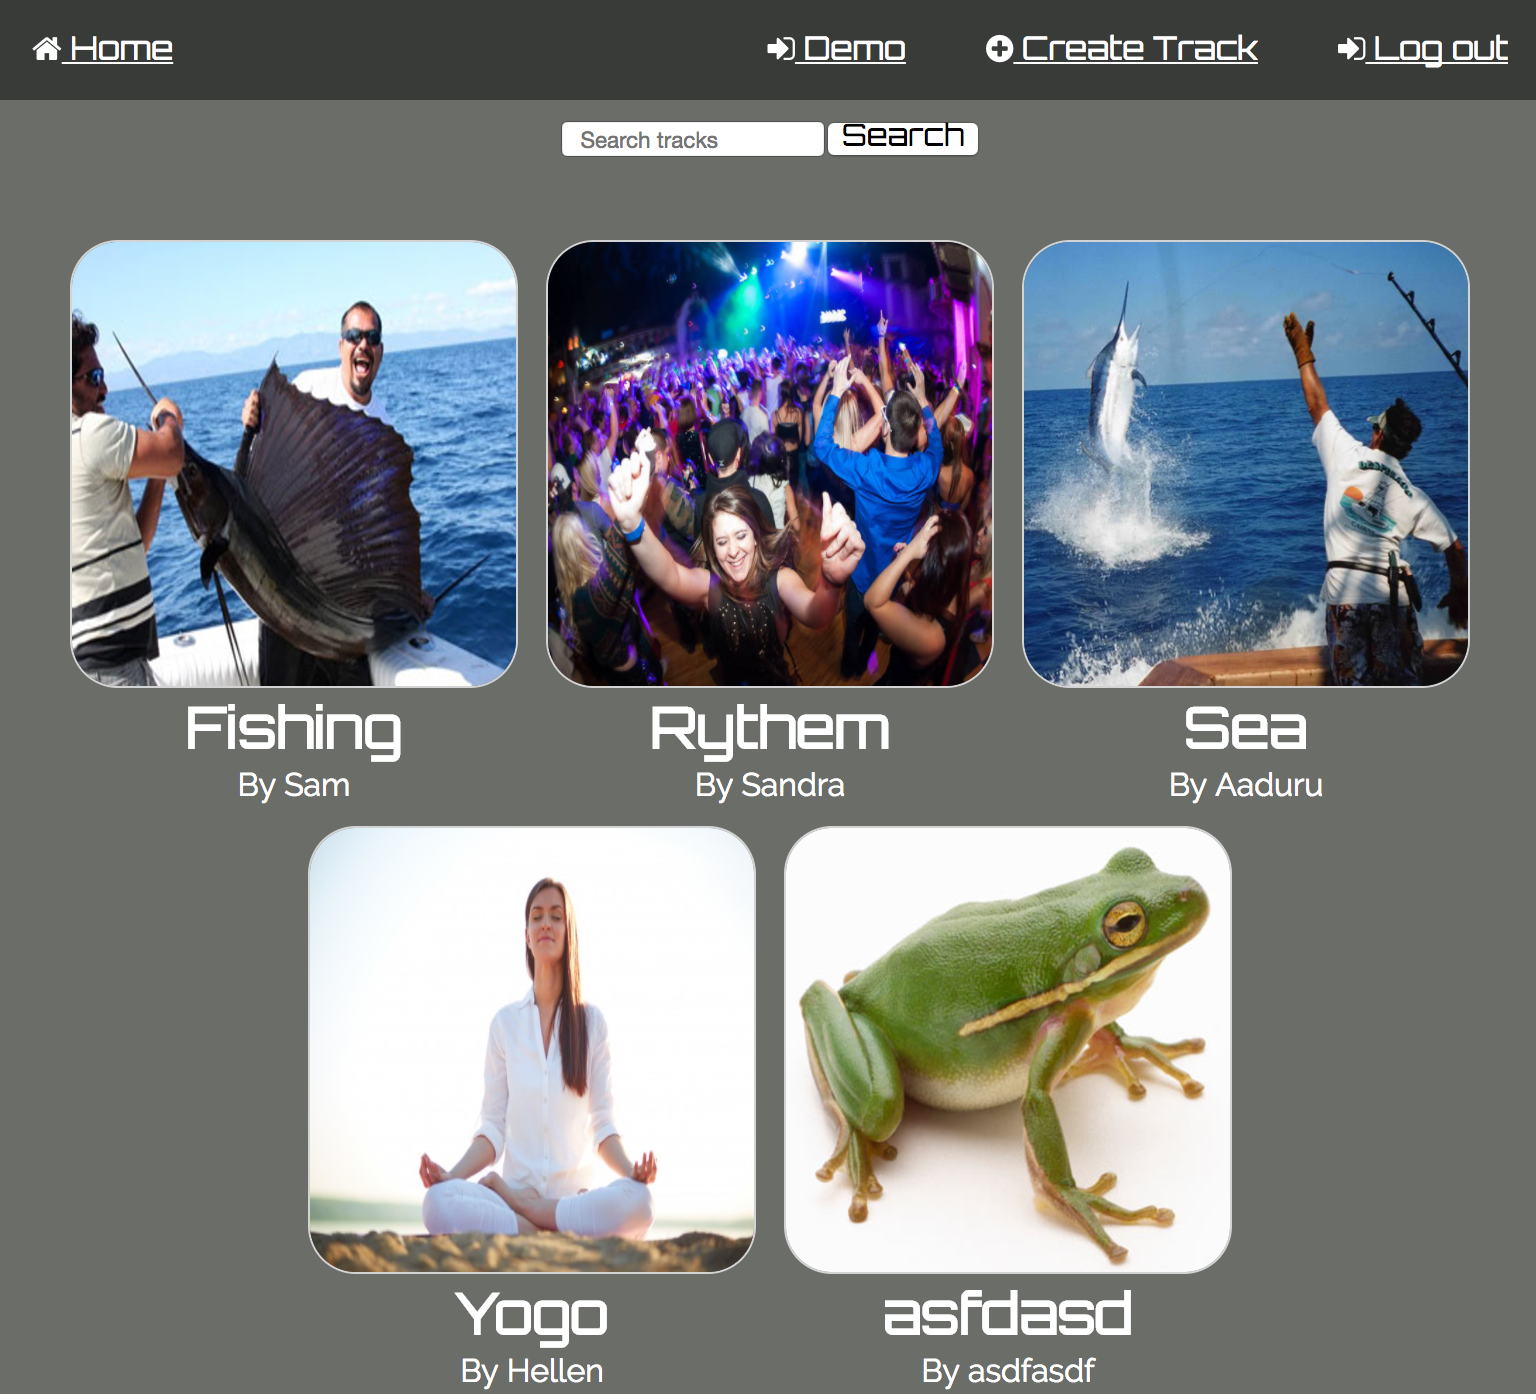 Home
Demo
Create Track
Log out
Search tracks
Search
Fishing
By Sam
Rythem
By Sandra
Sea
By Aaduru
Yogo
By Hellen
asfdasd
By asdfasdf